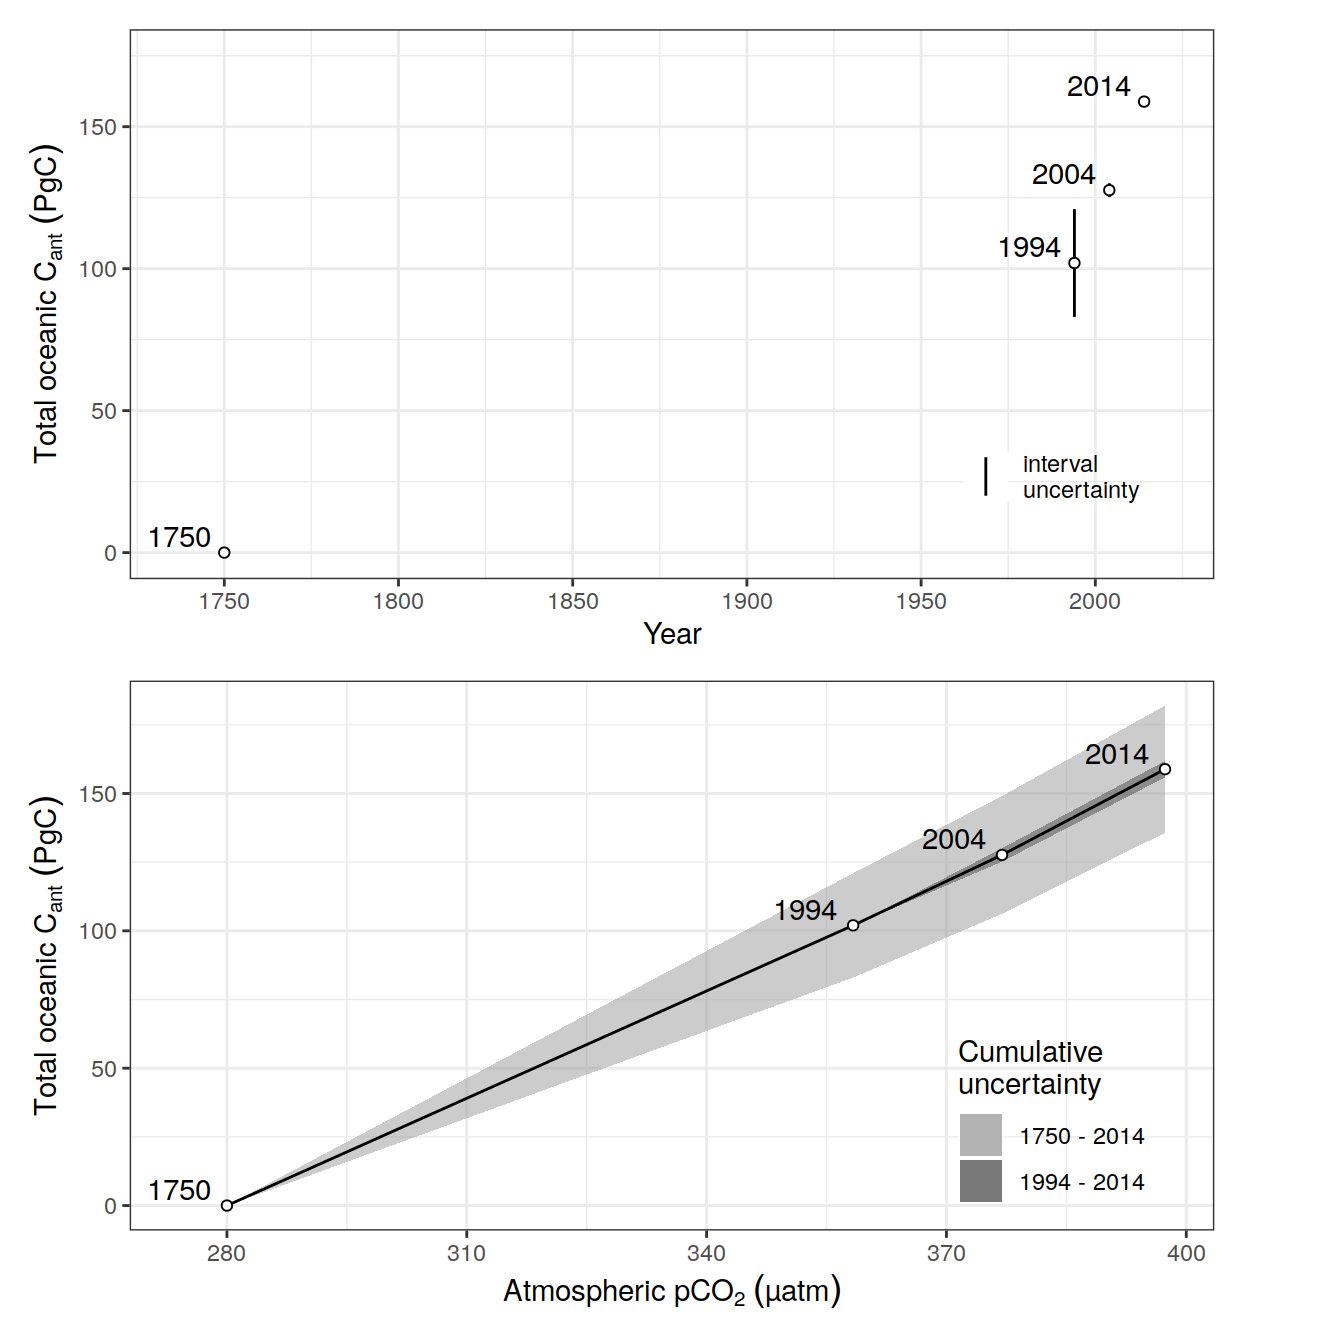 Total oceanic Cant (PgC)
150
100
50
0
2014
2004
1994
1750
interval
uncertainty
1750 1800 1850 1900 1950 2000
Year
Total oceanic Cant (PgC)
150
100
50
0
2014
2004
1994
1750
Cumulative
uncertainty
1750 - 2014
1994 - 2014
280 310 340 370 400
Atmospheric pCO₂ (µatm)